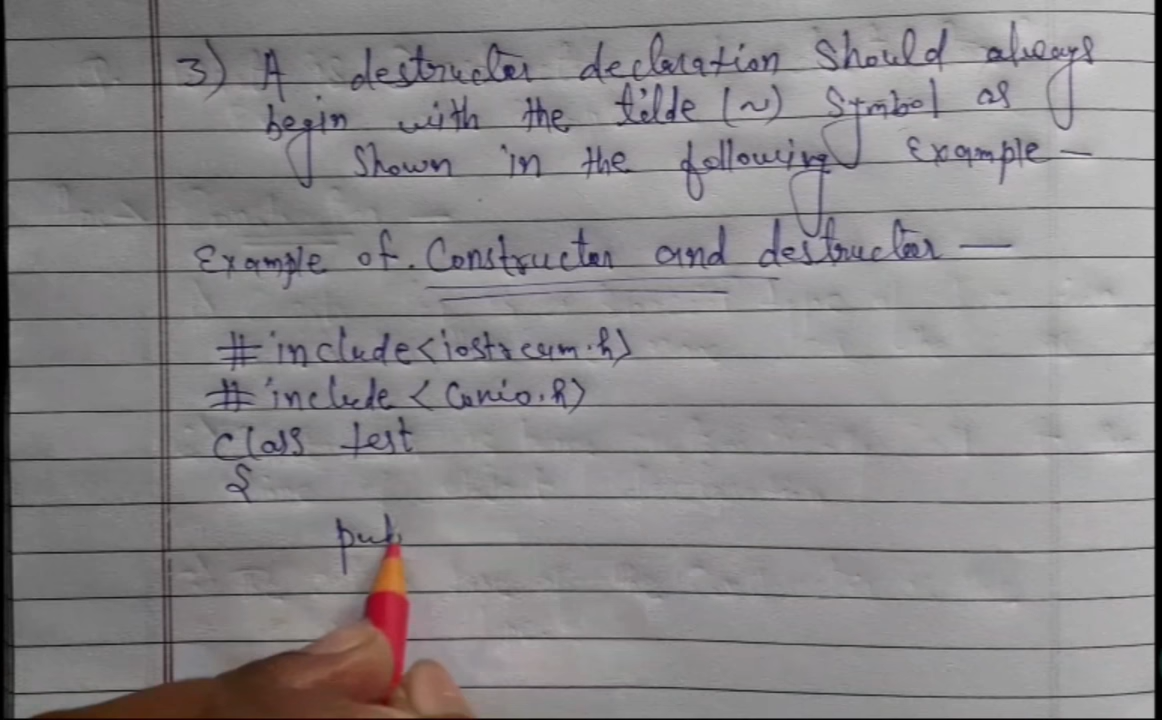 3) A destructor declaration should always
begin with the tilde (~) symbol as
shown in the following example -
Example of. Constructor and destructor -
#include<iostream.h>
#include <conio.h>
class test
{
pub